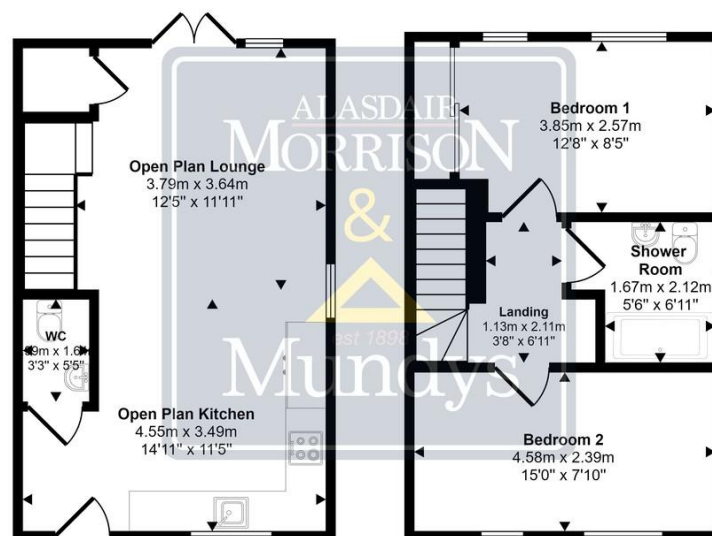 ALASDAIR
MORRISON
&
est 1898
Mundys
Open Plan Lounge
3.79m x 3.64m
12'5" x 11'11"
WC
3'3" x 5'5"
Open Plan Kitchen
4.55m x 3.49m
14'11" x 11'5"
Bedroom 1
3.85m x 2.57m
12'8" x 8'5"
Shower
Room
1.67m x 2.12m
5'6" x 6'11"
Landing
1.13m x 2.11m
3'8" x 6'11"
Bedroom 2
4.58m x 2.39m
15'0" x 7'10"